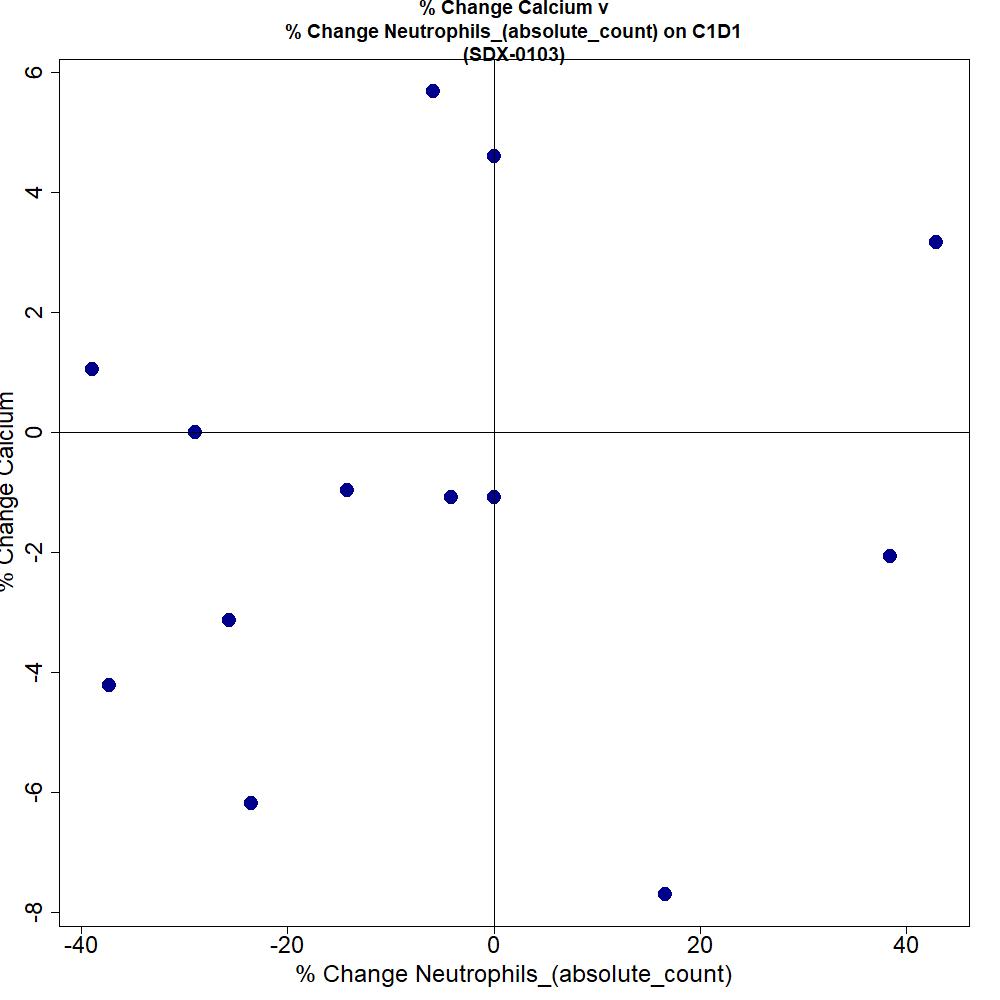 % Change Calcium v
% Change Neutrophils_(absolute_count) on C1D1
(SDX-0103)
% Change Calcium
6
4
2
0
-2
-4
-6
-8
-40
-20
0
20
40
% Change Neutrophils_(absolute_count)